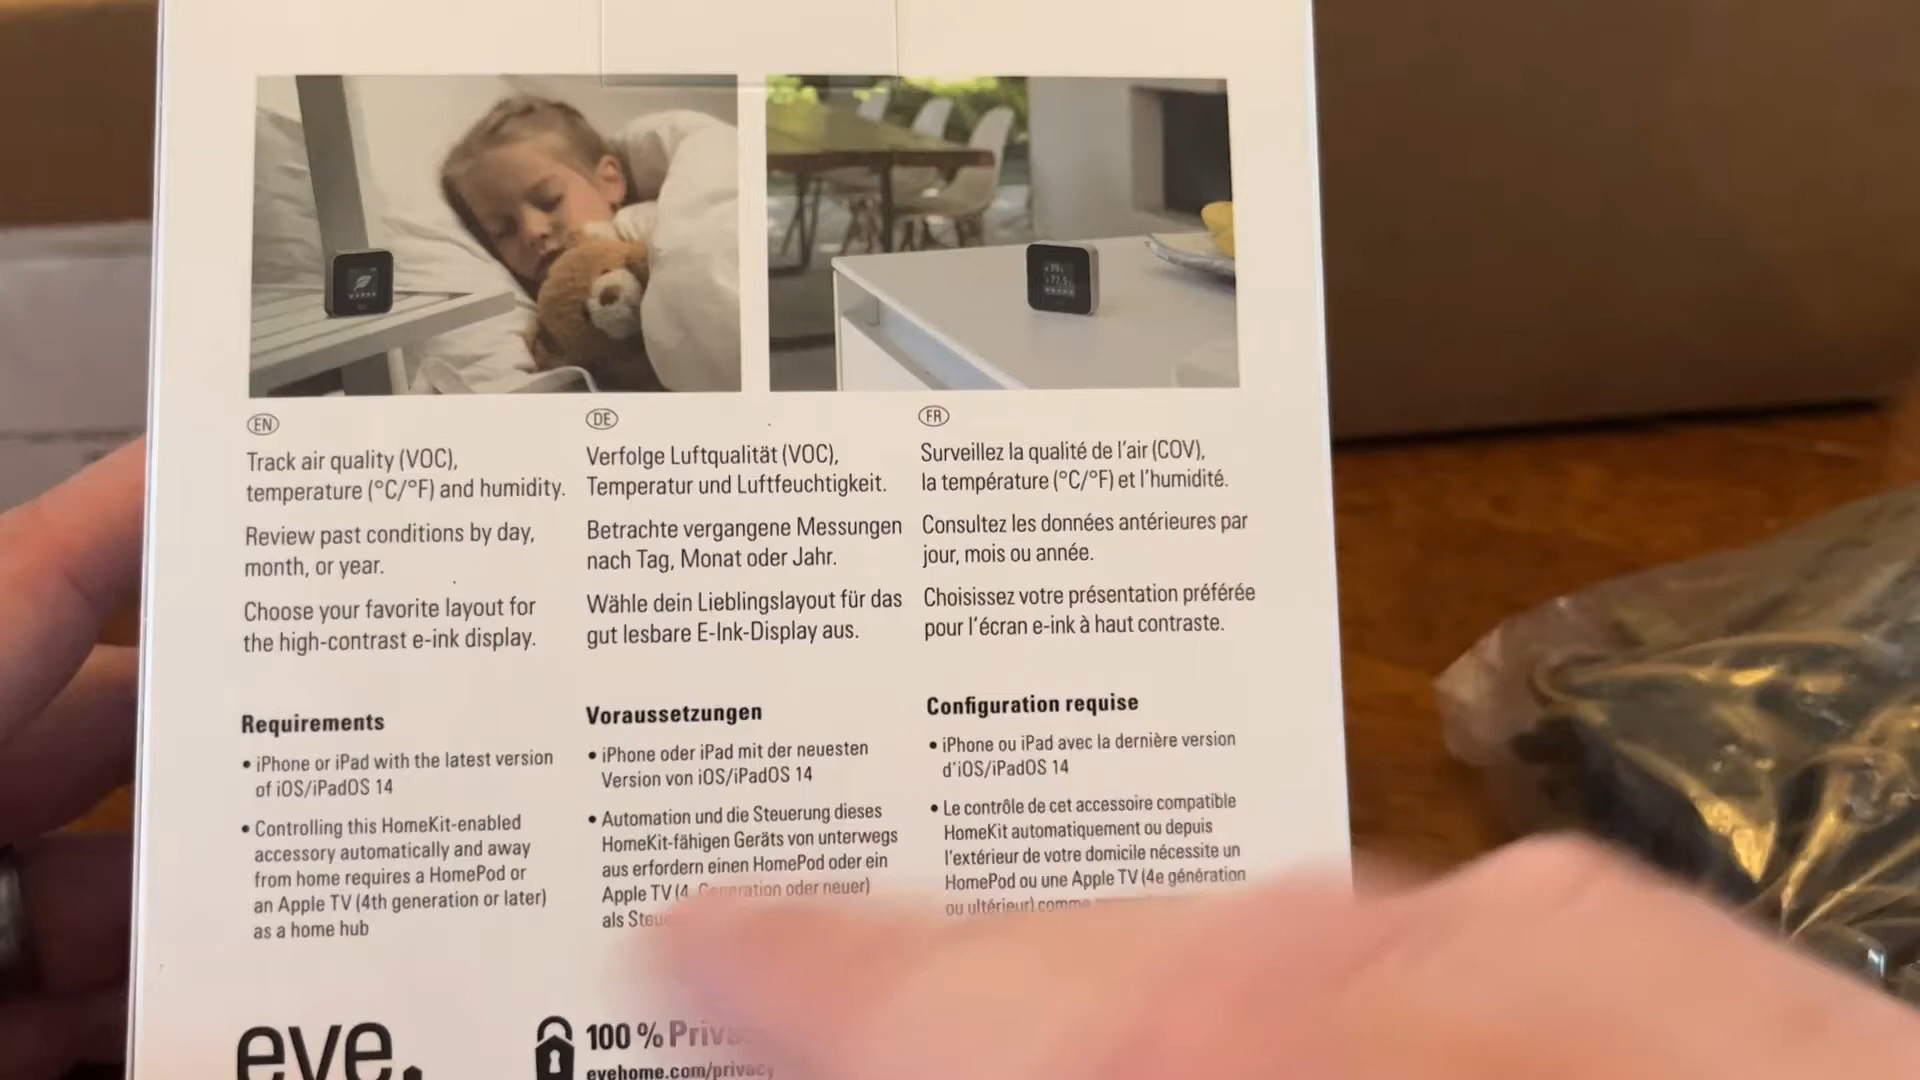 EN
Track air quality (VOC),
temperature (°C/°F) and humidity.
Review past conditions by day,
month, or year.
Choose your favorite layout for
the high-contrast e-ink display.
Requirements
• iPhone or iPad with the latest version
of iOS/iPadOS 14
• Controlling this HomeKit-enabled
accessory automatically and away
from home requires a HomePod or
an Apple TV (4th generation or later)
as a home hub
DE
Verfolge Luftqualität (VOC),
Temperatur und Luftfeuchtigkeit.
Betrachte vergangene Messungen
nach Tag, Monat oder Jahr.
Wähle dein Lieblingslayout für das
gut lesbare E-Ink-Display aus.
Voraussetzungen
• iPhone oder iPad mit der neuesten
Version von iOS/iPadOS 14
• Automation und die Steuerung dieses
HomeKit-fähigen Geräts von unterwegs
aus erfordern einen HomePod oder ein
Apple TV (4. Generation oder neuer)
als
FR
Surveillez la qualité de l'air (COV),
la température (°C/°F) et l'humidité.
Consultez les données antérieures par
jour, mois ou année.
Choisissez votre présentation préférée
pour l'écran e-ink à haut contraste.
Configuration requise
• iPhone ou iPad avec la dernière version
d'iOS/iPadOS 14
• Le contrôle de cet accessoire compatible
HomeKit automatiquement ou depuis
l'extérieur de votre domicile nécessite un
HomePod ou une Apple TV (4e génération
ou ultérieur) comme
eve.
100 %
evehome.com/privacy